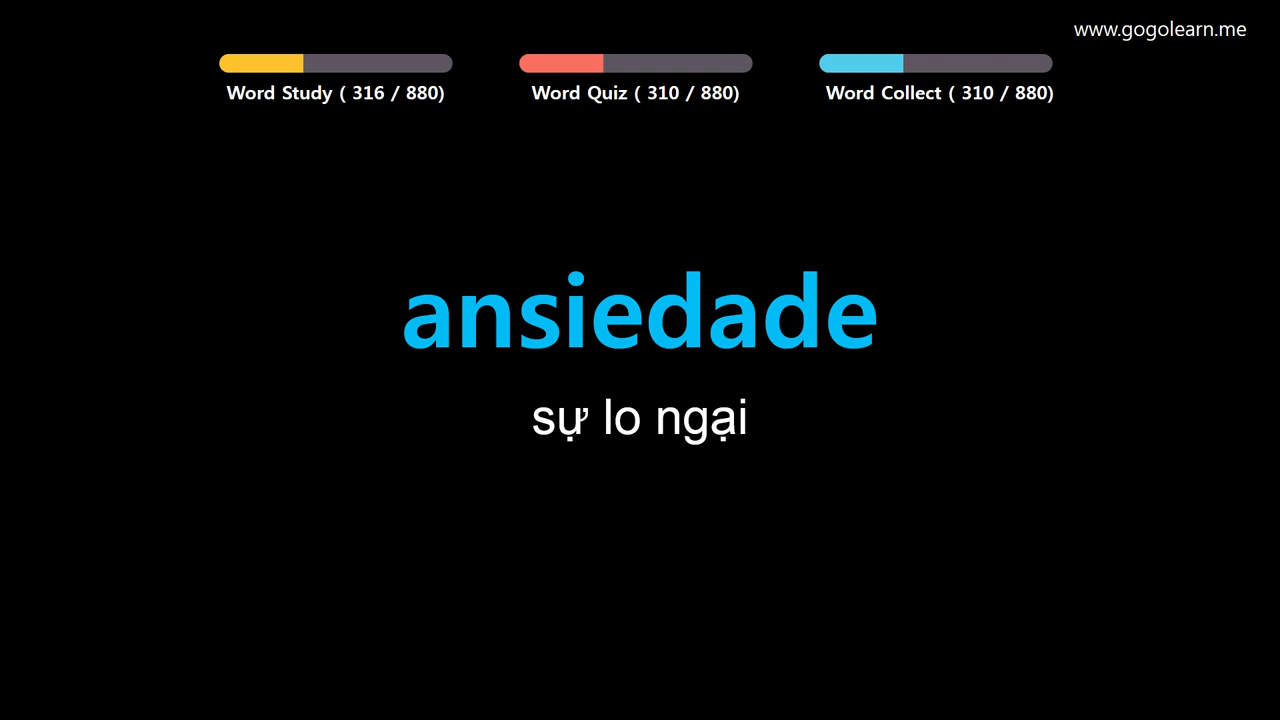 www.gogolearn.me
Word Study ( 316 / 880)
Word Quiz ( 310 / 880)
Word Collect ( 310 / 880)
ansiedade
sự lo ngại